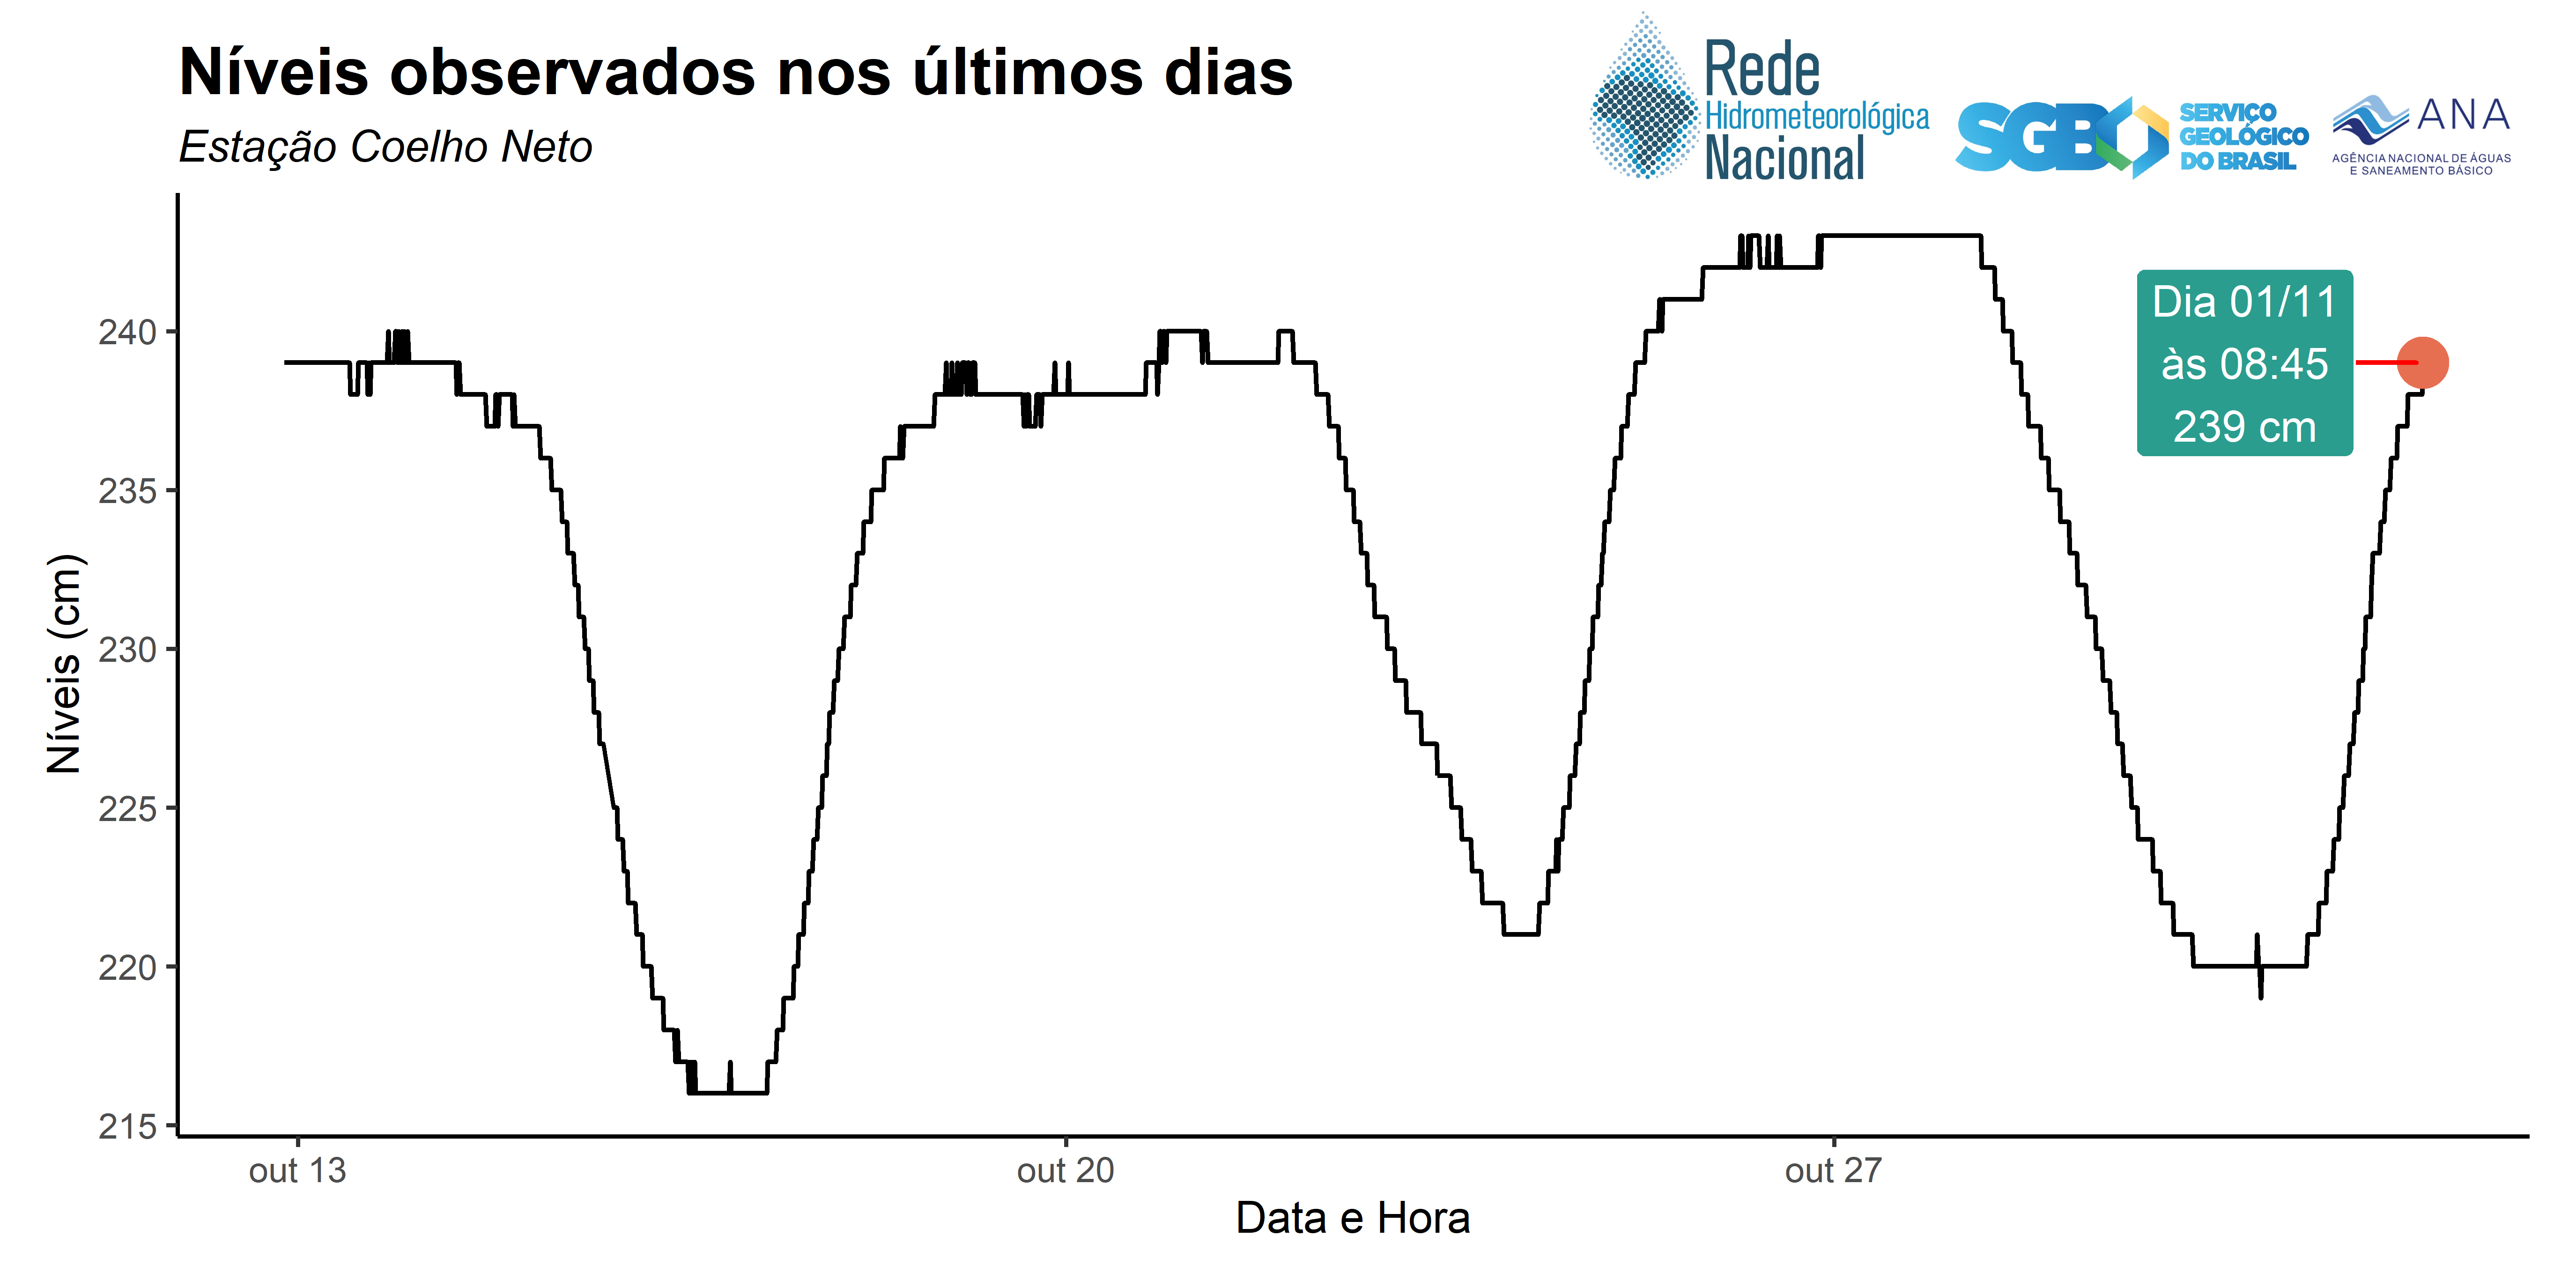 Níveis observados nos últimos dias
Estação Coelho Neto
Rede
Hidrometeorológica
Nacional
SGB
SERVIÇO
GEOLÓGICO
DO BRASIL
ANA
AGÊNCIA NACIONAL DE ÁGUAS
E SANEAMENTO BÁSICO
Níveis (cm)
240
235
230
225
220
215
Dia 01/11
às 08:45
239 cm
out 13
out 20
out 27
Data e Hora